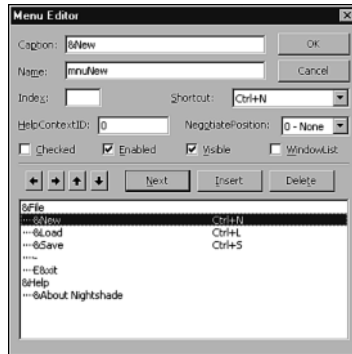 Menu Editor
Caption: &New
OK
Name: mnuNew
Cancel
Index:
Shortcut: Ctrl+N
HelpContextID: 0
NegotiatePosition: 0 - None
Checked
Enabled
Visible
WindowList
Next
Insert
Delete
&File
····&New Ctrl+N
····&Load Ctrl+L
····&Save Ctrl+S
····-
····E&xit
&Help
····&About Nightshade